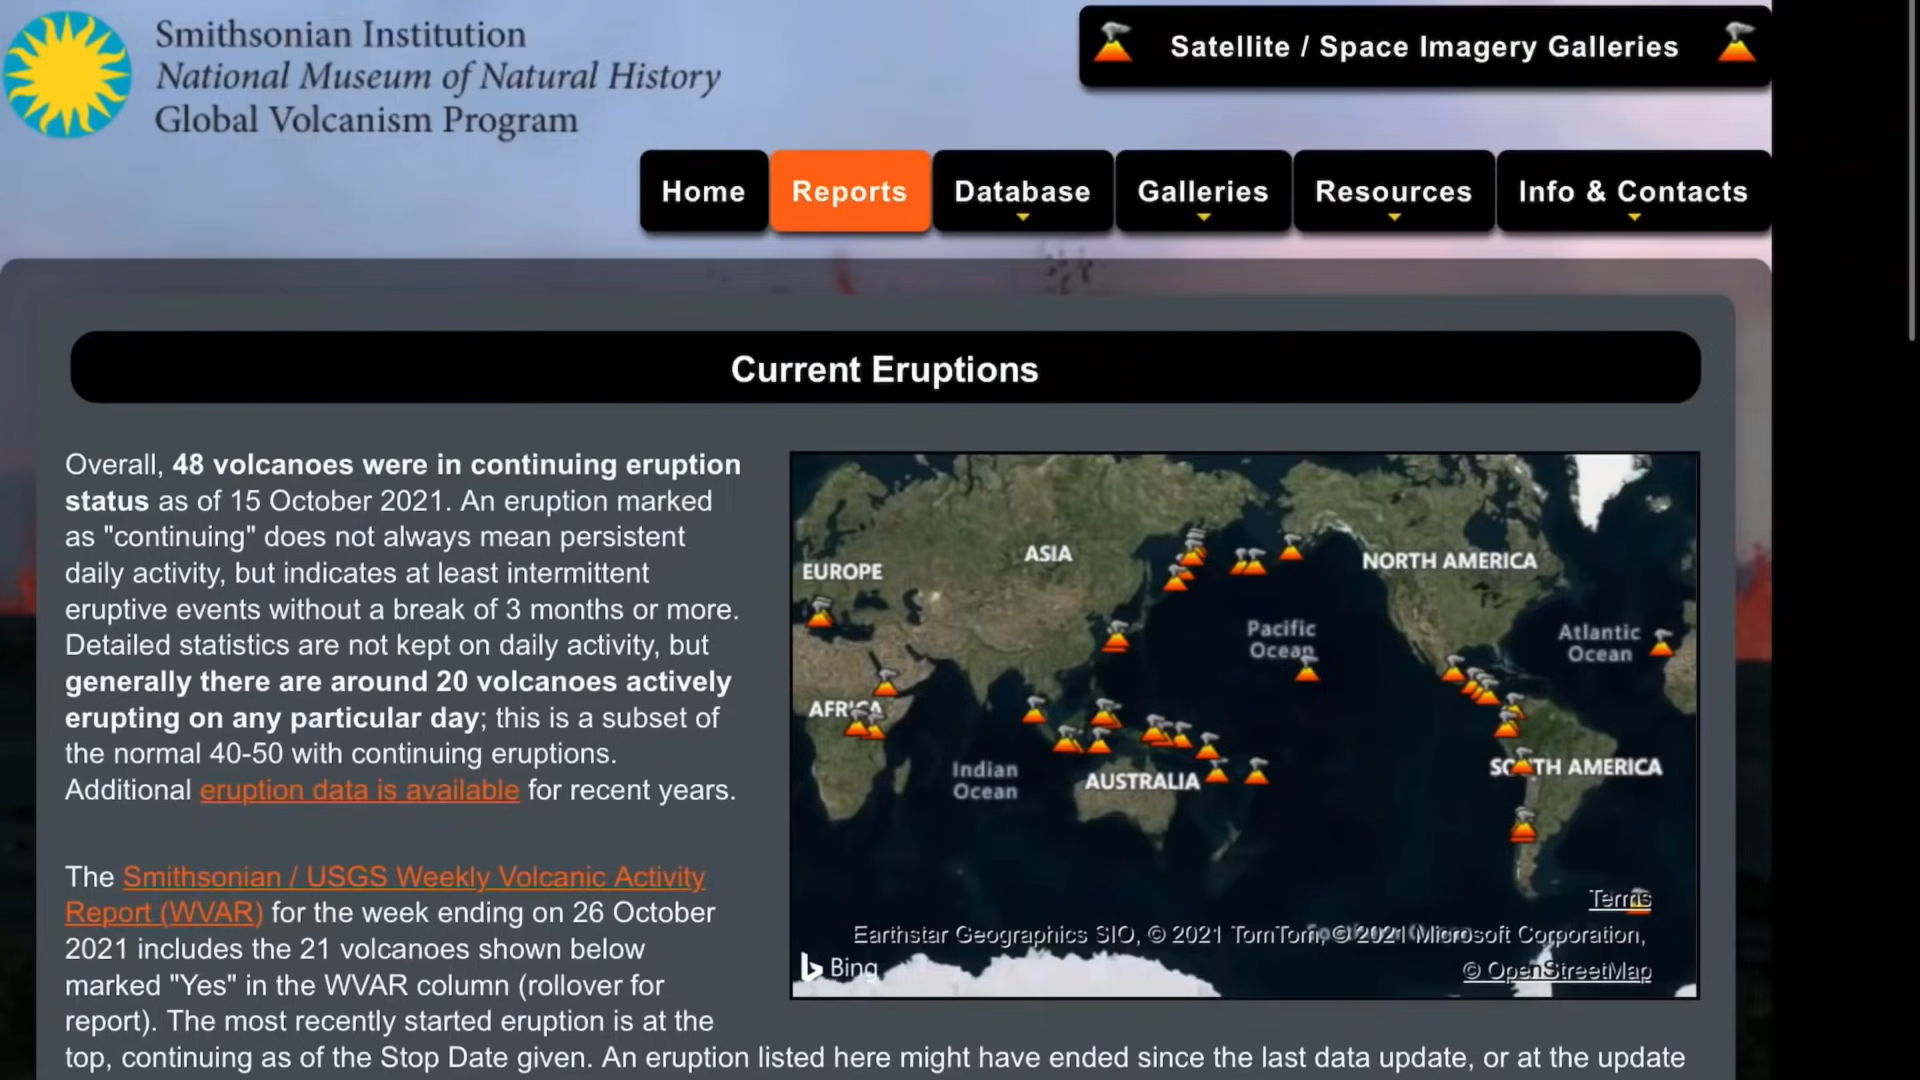 Smithsonian Institution
National Museum of Natural History
Global Volcanism Program
Satellite / Space Imagery Galleries
Home Reports Database Galleries Resources Info & Contacts
Current Eruptions
Overall, 48 volcanoes were in continuing eruption
status as of 15 October 2021. An eruption marked
as "continuing" does not always mean persistent
daily activity, but indicates at least intermittent
eruptive events without a break of 3 months or more.
Detailed statistics are not kept on daily activity, but
generally there are around 20 volcanoes actively
erupting on any particular day; this is a subset of
the normal 40-50 with continuing eruptions.
Additional eruption data is available for recent years.
The Smithsonian / USGS Weekly Volcanic Activity
Report (WVAR) for the week ending on 26 October
2021 includes the 21 volcanoes shown below
marked "Yes" in the WVAR column (rollover for
report). The most recently started eruption is at the
top, continuing as of the Stop Date given. An eruption listed here might have ended since the last data update, or at the update
ASIA
EUROPE
NORTH AMERICA
Pacific
Ocean
Atlantic
Ocean
AFRICA
Indian
Ocean
AUSTRALIA
SOUTH AMERICA
Terms
Earthstar Geographics SIO, © 2021 TomTom, © 2021 Microsoft Corporation,
Bing
© OpenStreetMap